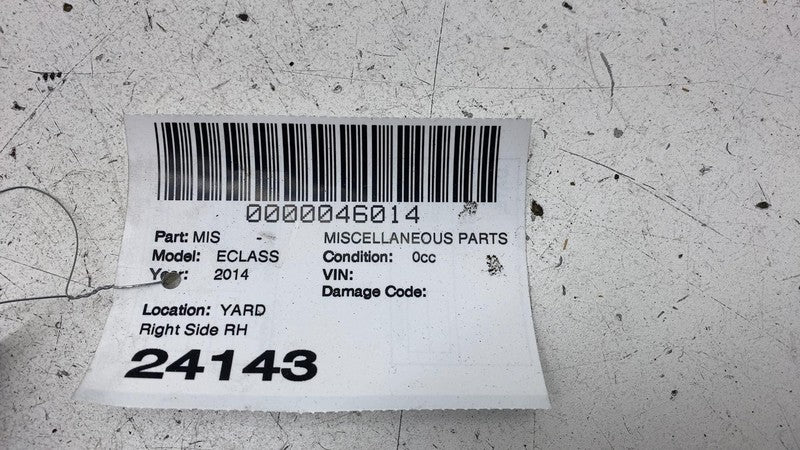 0000046014
Part: MIS MISCELLANEOUS PARTS
Model: ECLASS Condition: 0cc
Year: 2014 VIN:
Damage Code:
Location: YARD
Right Side RH
24143